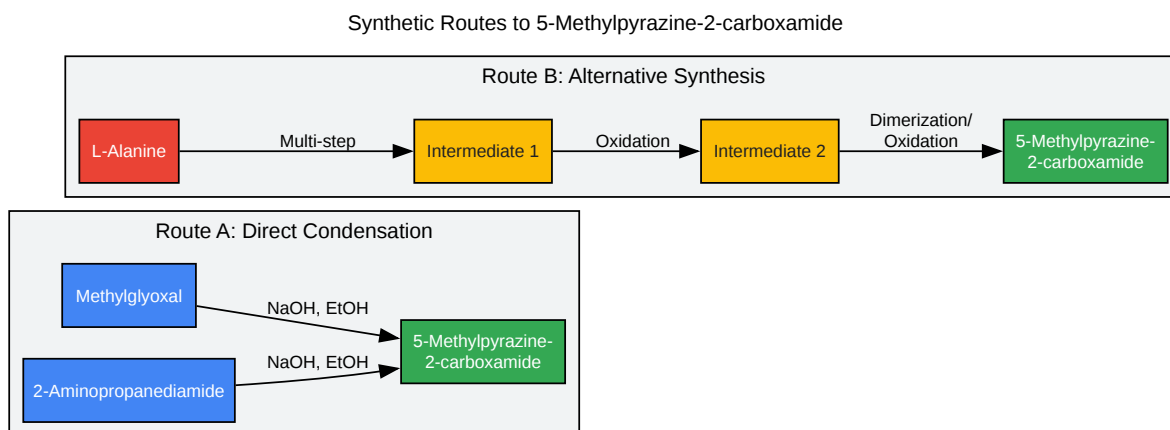 Synthetic Routes to 5-Methylpyrazine-2-carboxamide
Route B: Alternative Synthesis
L-Alanine
Multi-step
Intermediate 1
Oxidation
Intermediate 2
Dimerization/
Oxidation
5-Methylpyrazine-
2-carboxamide
Route A: Direct Condensation
Methylglyoxal
NaOH, EtOH
2-Aminopropanediamide
NaOH, EtOH
5-Methylpyrazine-
2-carboxamide